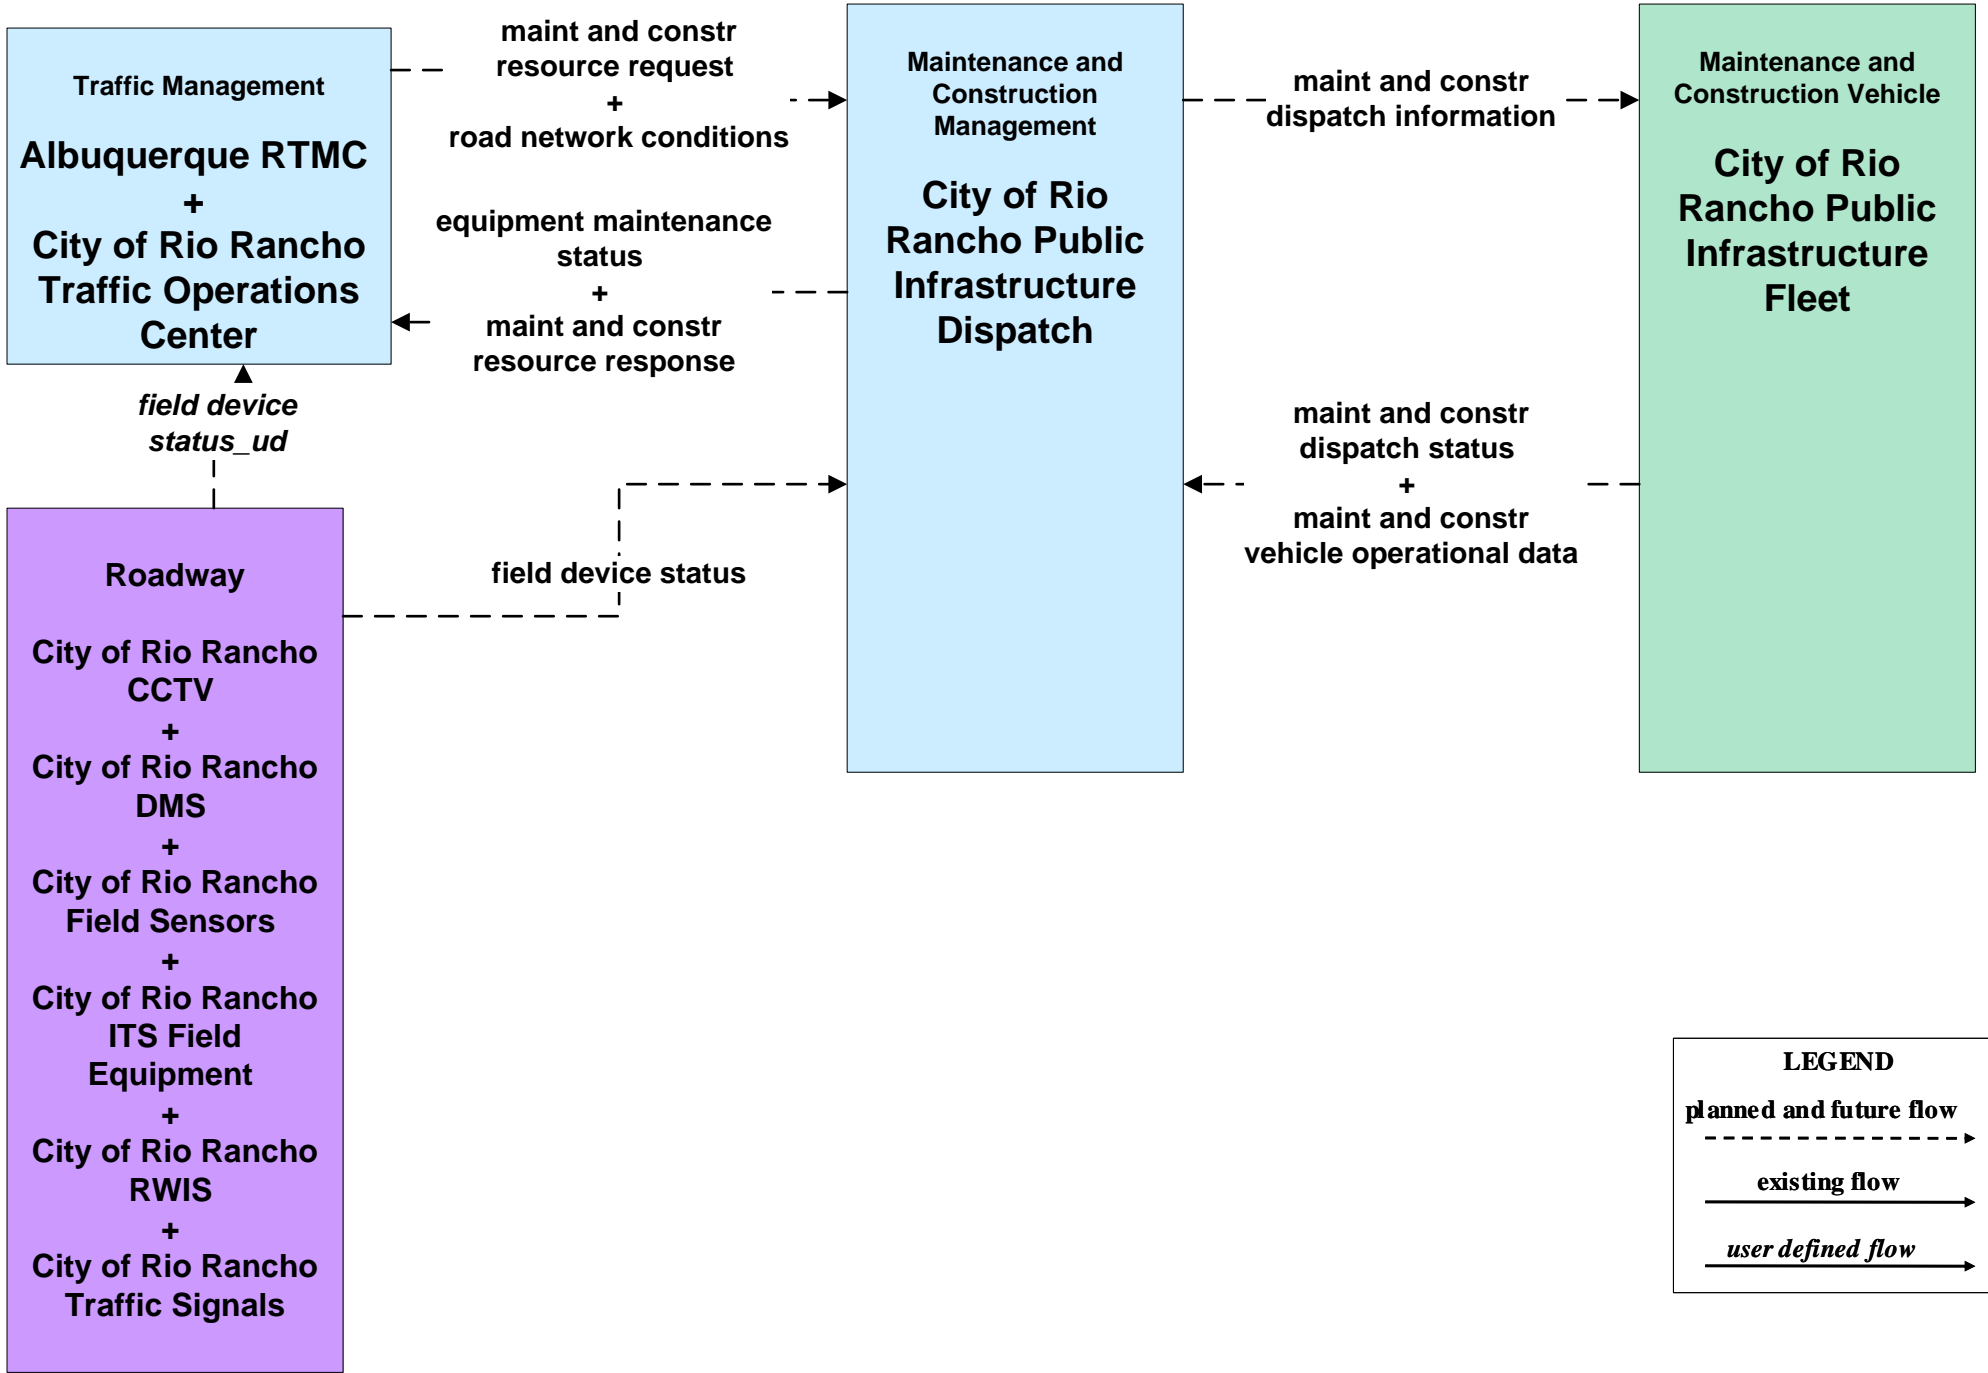 Traffic Management
Albuquerque RTMC
+
City of Rio Rancho
Traffic Operations
Center
maint and constr
resource request
+
road network conditions
equipment maintenance
status
+
maint and constr
resource response
Maintenance and
Construction
Management
City of Rio
Rancho Public
Infrastructure
Dispatch
maint and constr
dispatch information
maint and constr
dispatch status
+
maint and constr
vehicle operational data
Maintenance and
Construction Vehicle
City of Rio
Rancho Public
Infrastructure
Fleet
field device
status_ud
field device status
Roadway
City of Rio Rancho
CCTV
+
City of Rio Rancho
DMS
+
City of Rio Rancho
Field Sensors
+
City of Rio Rancho
ITS Field
Equipment
+
City of Rio Rancho
RWIS
+
City of Rio Rancho
Traffic Signals
LEGEND
planned and future flow
existing flow
user defined flow